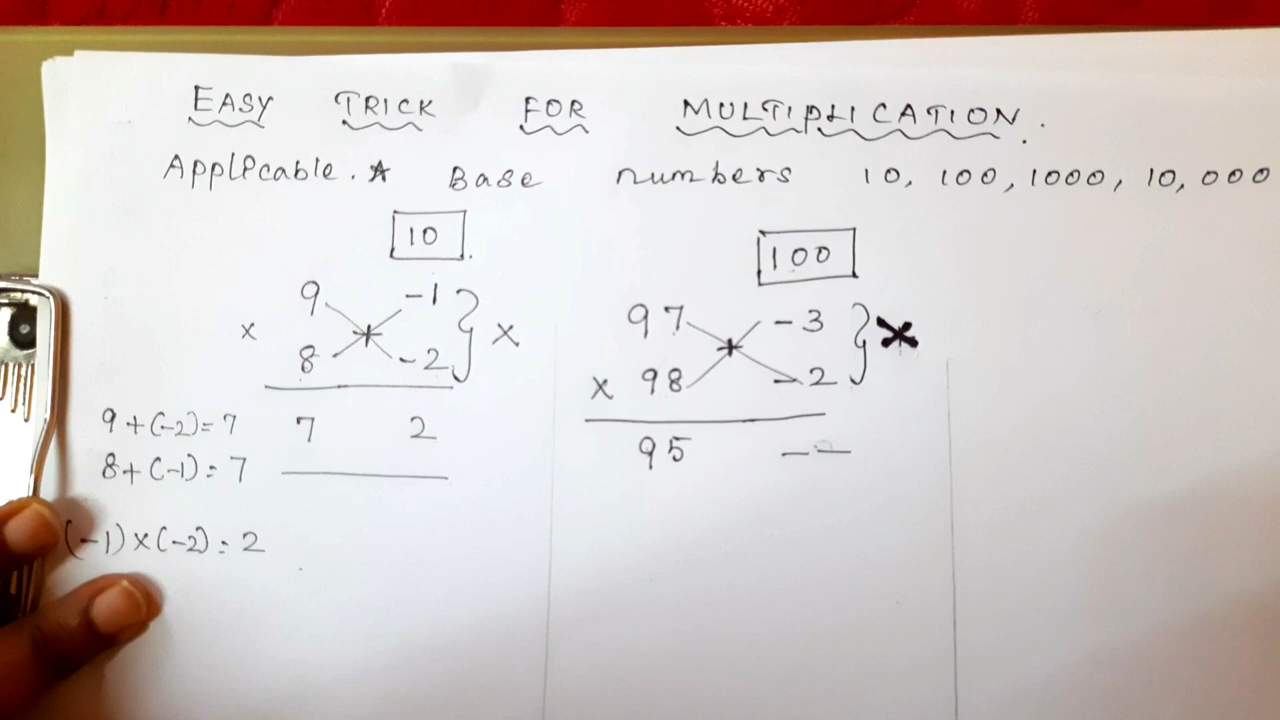 EASY TRICK FOR MULTIPLICATION.
Applicable. * Base numbers 10, 100, 1000, 10,000
10
9 -1
× 8 -2 } ×
7 2
9+(-2)=7
8+(-1)=7
(-1)×(-2)=2
100
97 -3
× 98 -2 } ×
95 --